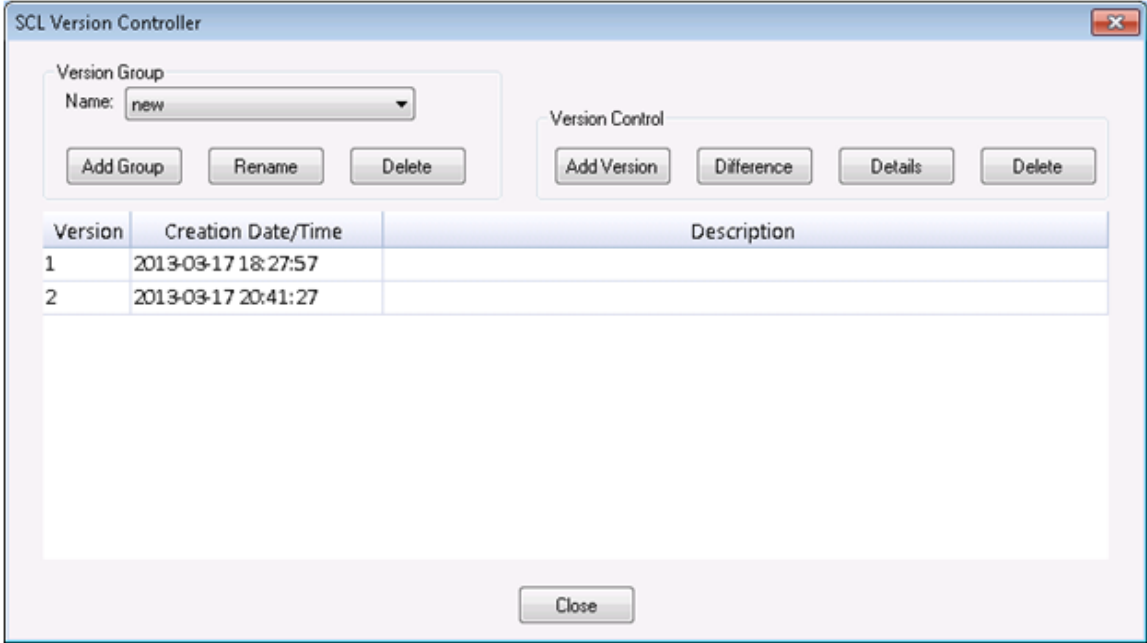 SCL Version Controller
Version Group
Name: new
Add Group Rename Delete
Version Control
Add Version Difference Details Delete
Version Creation Date/Time Description
1 2013-03-17 18:27:57
2 2013-03-17 20:41:27
Close